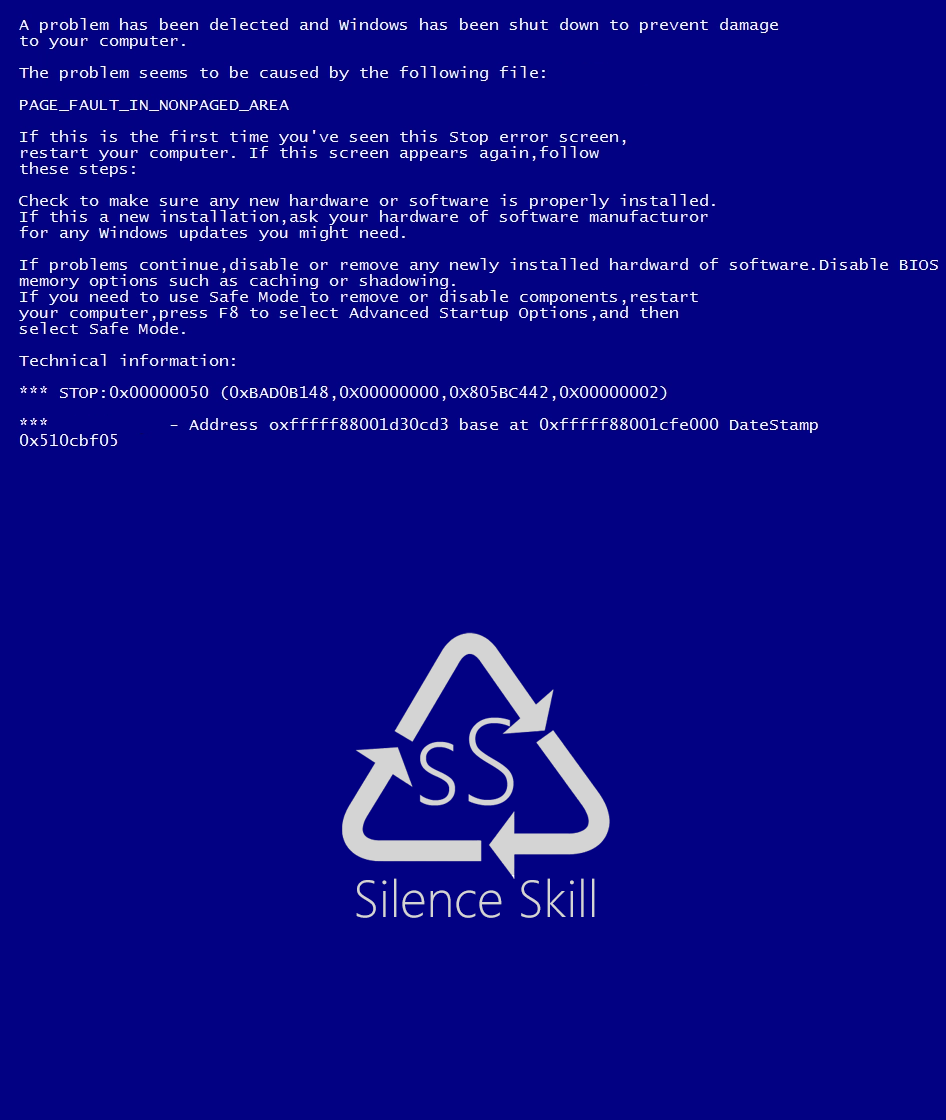 A problem has been delected and Windows has been shut down to prevent damage
to your computer.
The problem seems to be caused by the following file:
PAGE_FAULT_IN_NONPAGED_AREA
If this is the first time you've seen this Stop error screen,
restart your computer. If this screen appears again,follow
these steps:
Check to make sure any new hardware or software is properly installed.
If this a new installation,ask your hardware of software manufacturor
for any Windows updates you might need.
If problems continue,disable or remove any newly installed hardward of software.Disable BIOS
memory options such as caching or shadowing.
If you need to use Safe Mode to remove or disable components,restart
your computer,press F8 to select Advanced Startup Options,and then
select Safe Mode.
Technical information:
*** STOP:0x00000050 (0xBAD0B148,0X00000000,0X805BC442,0X00000002)
*** - Address oxfffff88001d30cd3 base at 0xfffff88001cfe000 DateStamp
0x510cbf05
sS
Silence Skill